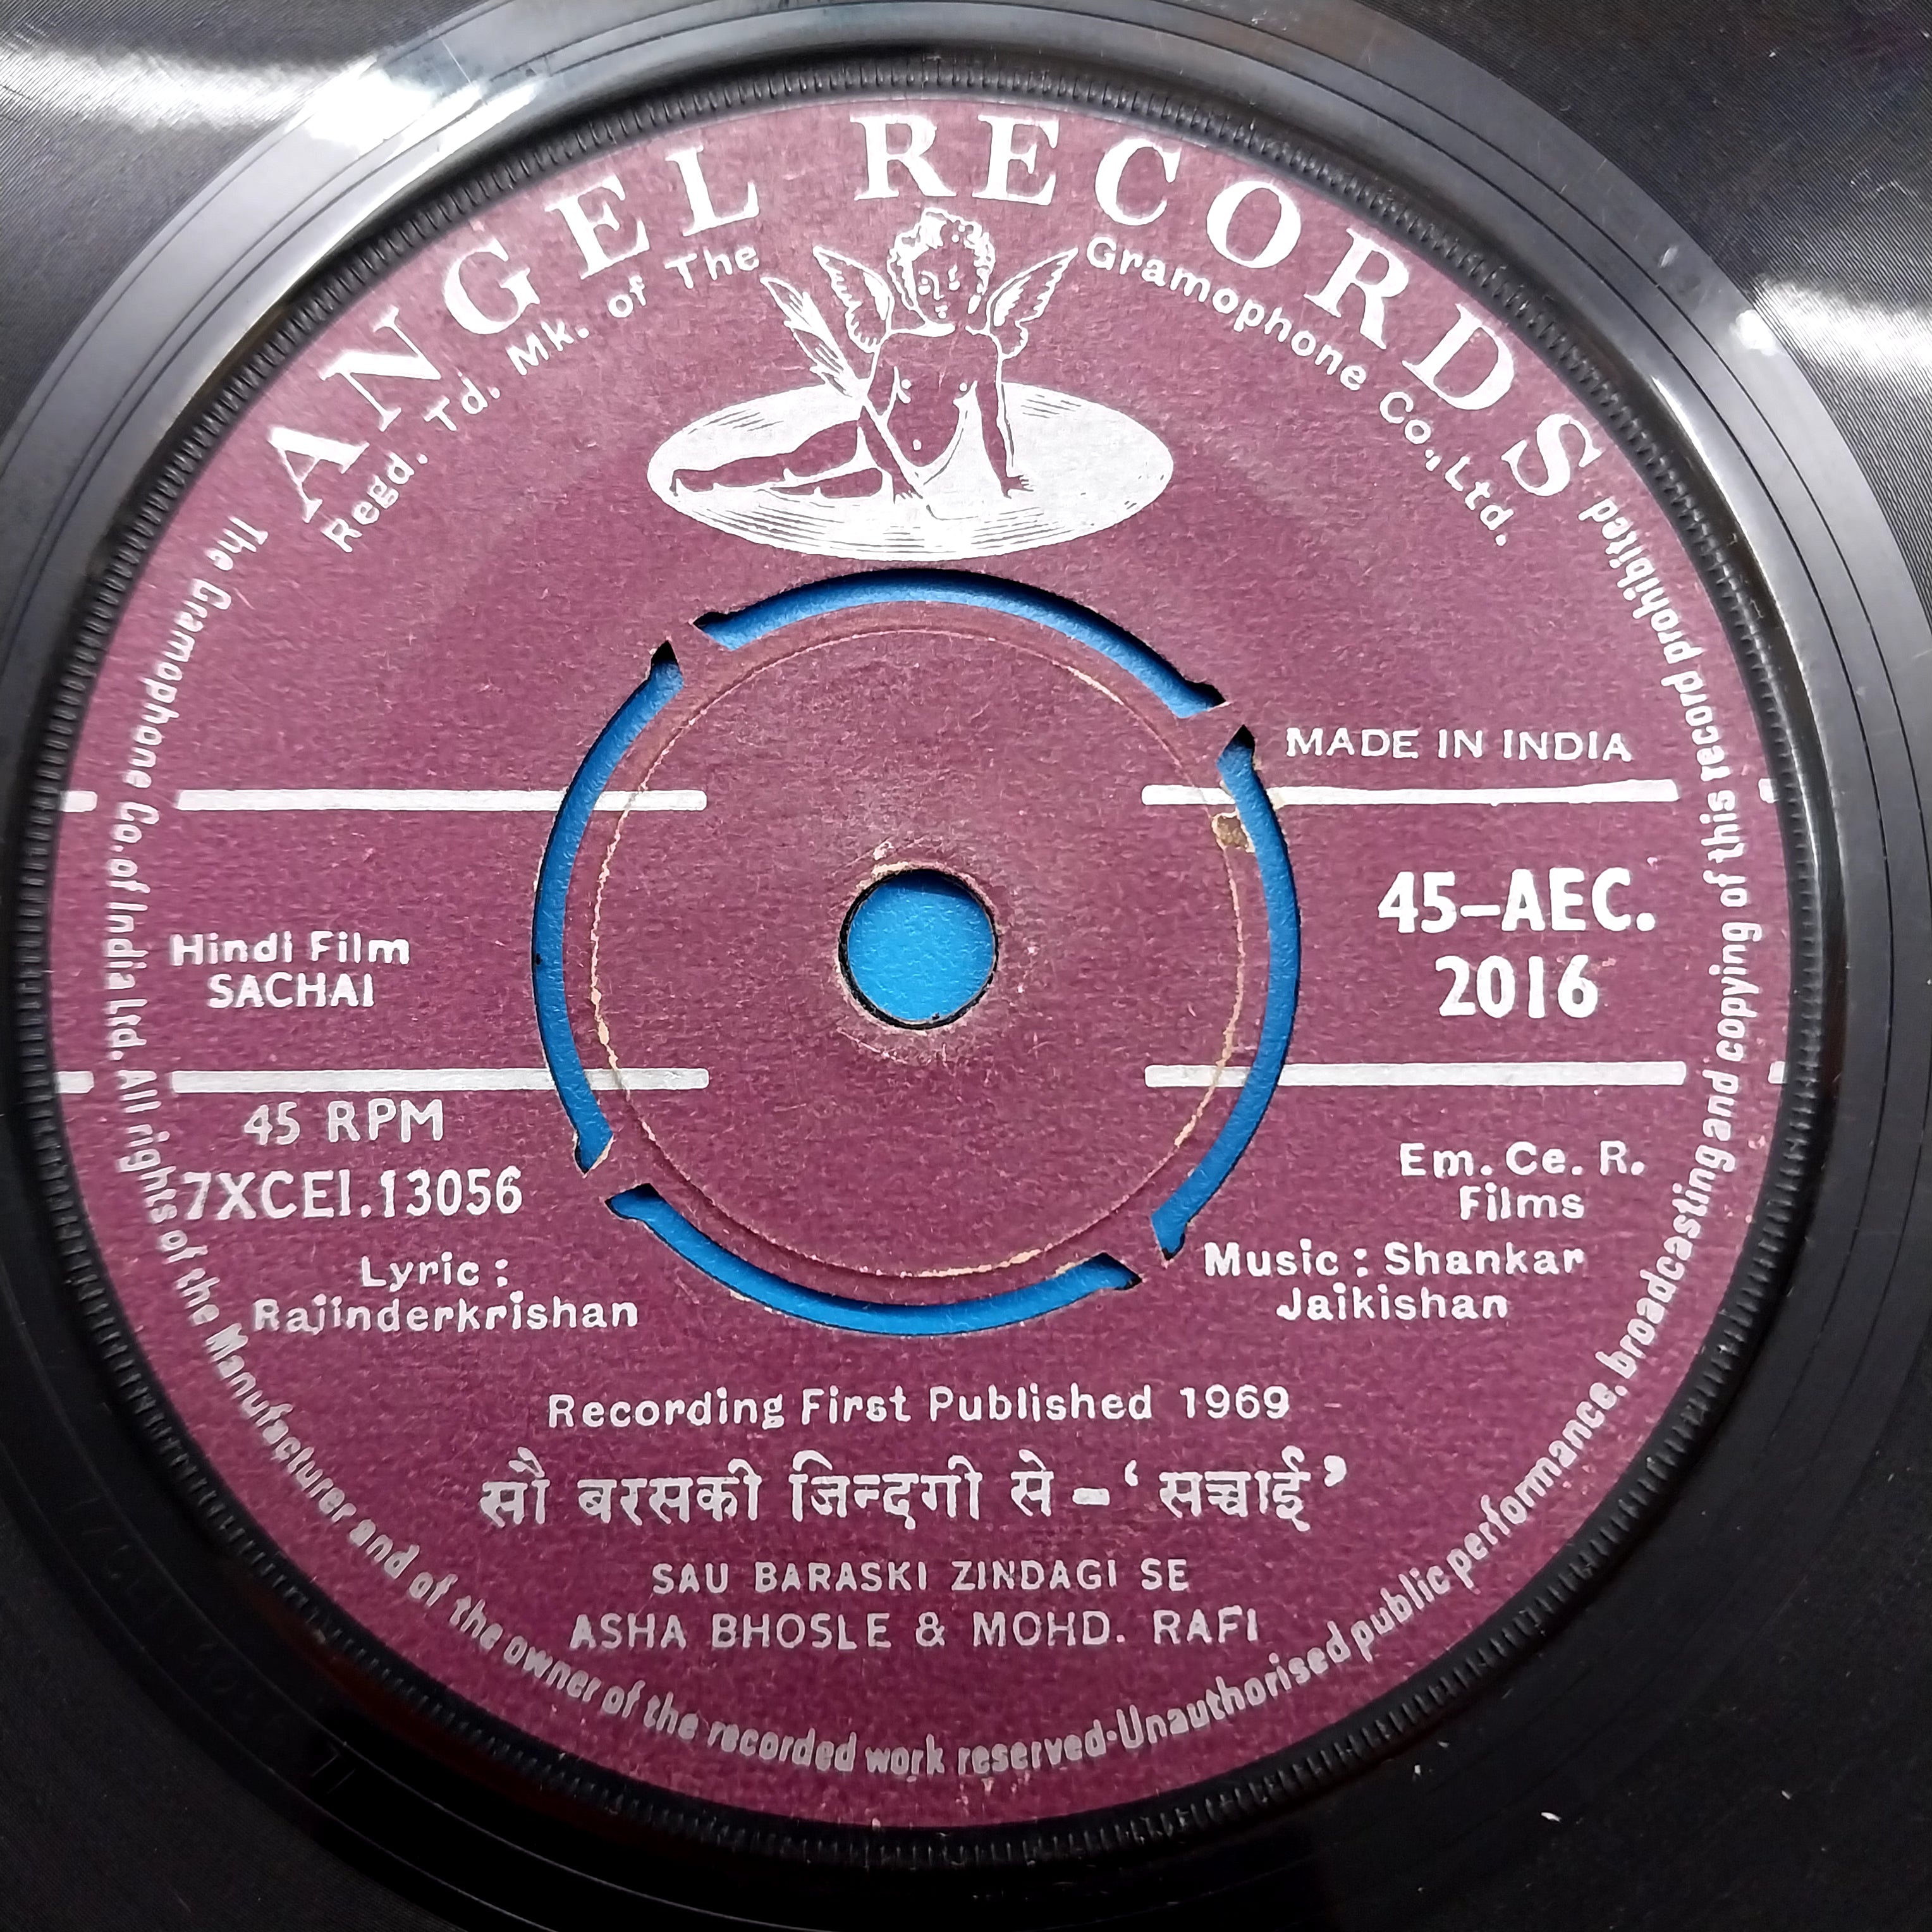 ANGEL RECORDS
Regd. Td. Mk. of The Gramophone Co., Ltd.
MADE IN INDIA
Hindi Film
SACHAI
45-AEC.
2016
45 RPM
7XCEI.13056
Em. Ce. R.
Films
Lyric :
Rajinderkrishan
Music : Shankar
Jaikishan
Recording First Published 1969
सौ बरसकी जिन्दगी से - ‘ सच्चाई ’
SAU BARASKI ZINDAGI SE
ASHA BHOSLE & MOHD. RAFI
The Gramophone Co. of India Ltd. All rights of the Manufacturer and of the owner of the recorded work reserved-Unauthorised public performance, broadcasting and copying of this record prohibited